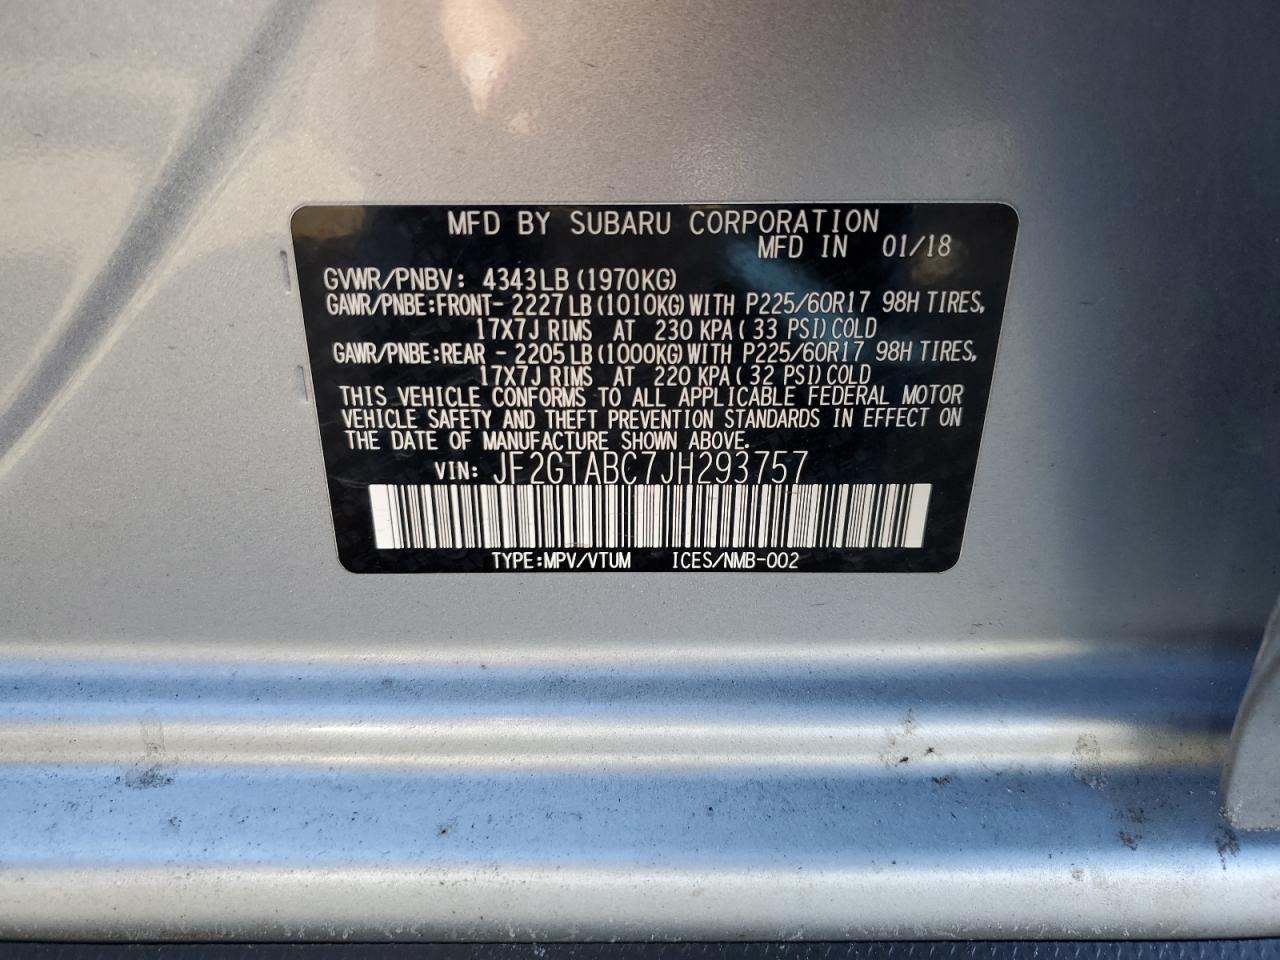 MFD BY SUBARU CORPORATION
MFD IN 01/18
GVWR/PNBV: 4343LB (1970KG)
GAWR/PNBE:FRONT- 2227LB (1010KG) WITH P225/60R17 98H TIRES,
17X7J RIMS AT 230 KPA (33 PSI) COLD
GAWR/PNBE:REAR - 2205LB (1000KG) WITH P225/60R17 98H TIRES,
17X7J RIMS AT 220 KPA (32 PSI) COLD
THIS VEHICLE CONFORMS TO ALL APPLICABLE FEDERAL MOTOR
VEHICLE SAFETY AND THEFT PREVENTION STANDARDS IN EFFECT ON
THE DATE OF MANUFACTURE SHOWN ABOVE.
VIN: JF2GTABC7JH293757
TYPE:MPV/VTUM ICES/NMB-002